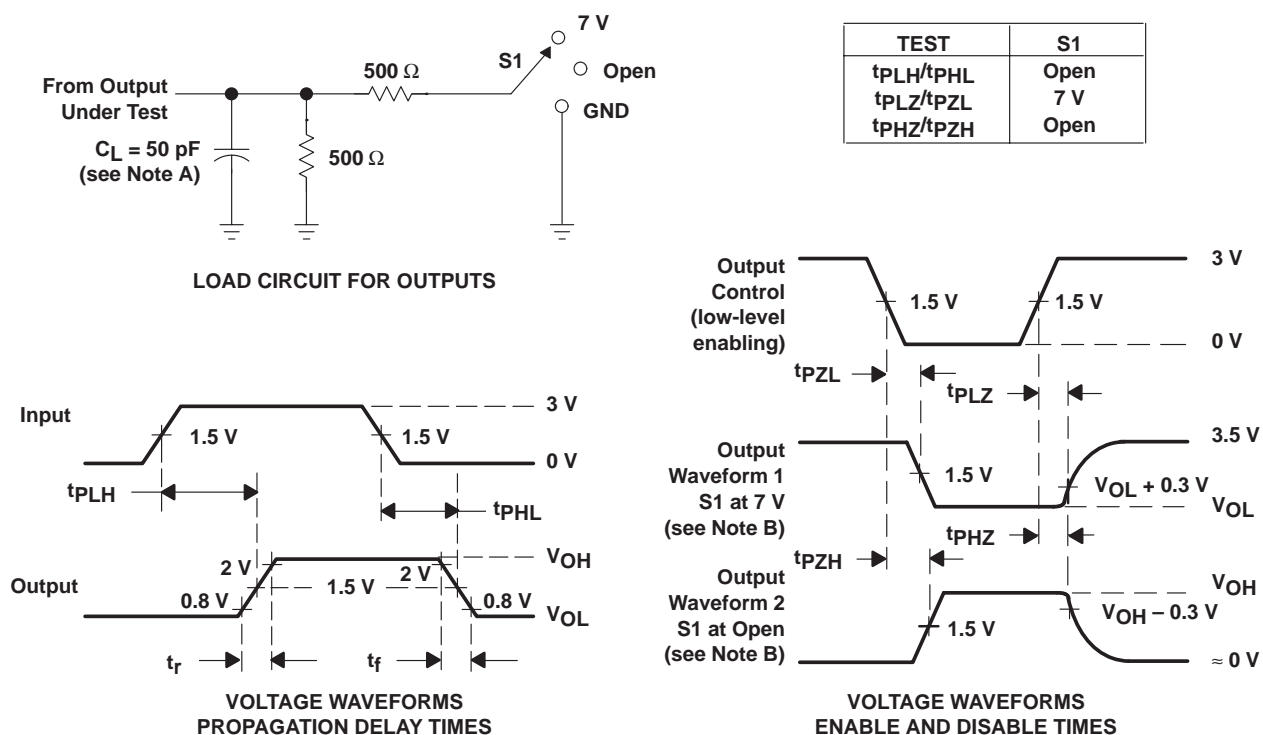 7 V
S1
Open
GND
500 Ω
From Output
Under Test
CL = 50 pF
(see Note A)
500 Ω
LOAD CIRCUIT FOR OUTPUTS
TEST S1
tPLH/tPHL Open
tPLZ/tPZL 7 V
tPHZ/tPZH Open
Input
3 V
1.5 V
1.5 V
0 V
tPLH
tPHL
Output
VOH
2 V
2 V
1.5 V
0.8 V
0.8 V
VOL
tr
tf
VOLTAGE WAVEFORMS
PROPAGATION DELAY TIMES
Output
Control
(low-level
enabling)
3 V
1.5 V
1.5 V
0 V
tPZL
tPLZ
Output
Waveform 1
S1 at 7 V
(see Note B)
3.5 V
1.5 V
VOL + 0.3 V
VOL
tPHZ
tPZH
Output
Waveform 2
S1 at Open
(see Note B)
VOH
1.5 V
VOH – 0.3 V
≈ 0 V
VOLTAGE WAVEFORMS
ENABLE AND DISABLE TIMES